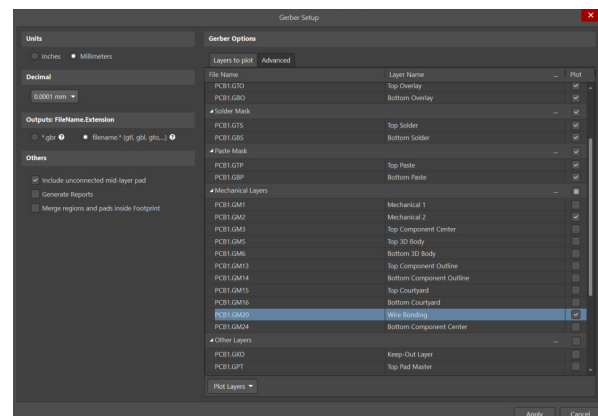 Gerber Setup
Units
Inches Millimeters
Decimal
0.0001 mm
Outputs: FileName.Extension
*.gbr filename.* (gtl, gbl, gto,...)
Others
Include unconnected mid-layer pad
Generate Reports
Merge regions and pads inside Footprint
Gerber Options
Layers to plot Advanced
File Name Layer Name ... Plot
PCB1.GTO Top Overlay
PCB1.GBO Bottom Overlay
Solder Mask
PCB1.GTS Top Solder
PCB1.GBS Bottom Solder
Paste Mask
PCB1.GTP Top Paste
PCB1.GBP Bottom Paste
Mechanical Layers
PCB1.GM1 Mechanical 1
PCB1.GM2 Mechanical 2
PCB1.GM3 Top Component Center
PCB1.GM5 Top 3D Body
PCB1.GM6 Bottom 3D Body
PCB1.GM13 Top Component Outline
PCB1.GM14 Bottom Component Outline
PCB1.GM15 Top Courtyard
PCB1.GM16 Bottom Courtyard
PCB1.GM20 Wire Bonding
PCB1.GM24 Bottom Component Center
Other Layers
PCB1.GKO Keep-Out Layer
PCB1.GPT Top Pad Master
Plot Layers
Apply Cancel